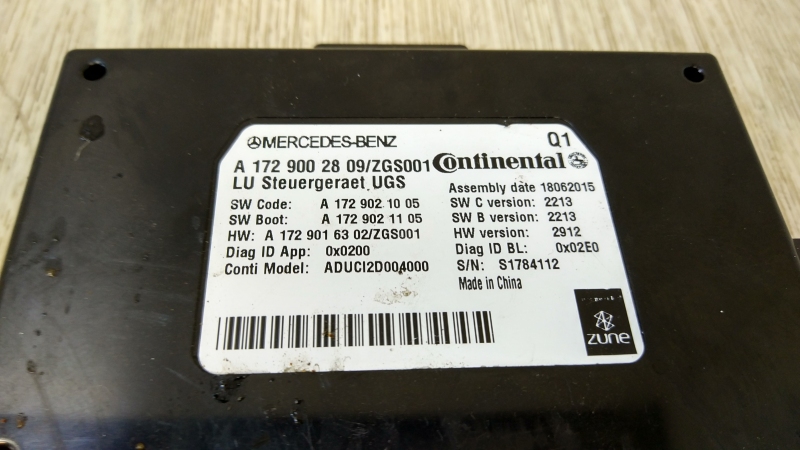 MERCEDES-BENZ
Q1
A 172 900 28 09/ZGS001
Continental
LU Steuergeraet UGS
Assembly date 18062015
SW Code: A 172 902 10 05
SW C version: 2213
SW Boot: A 172 902 11 05
SW B version: 2213
HW: A 172 901 63 02/ZGS001
HW version: 2912
Diag ID App: 0x0200
Diag ID BL: 0x02E0
Conti Model: ADUCI2D004000
S/N: S1784112
Made in China
zune